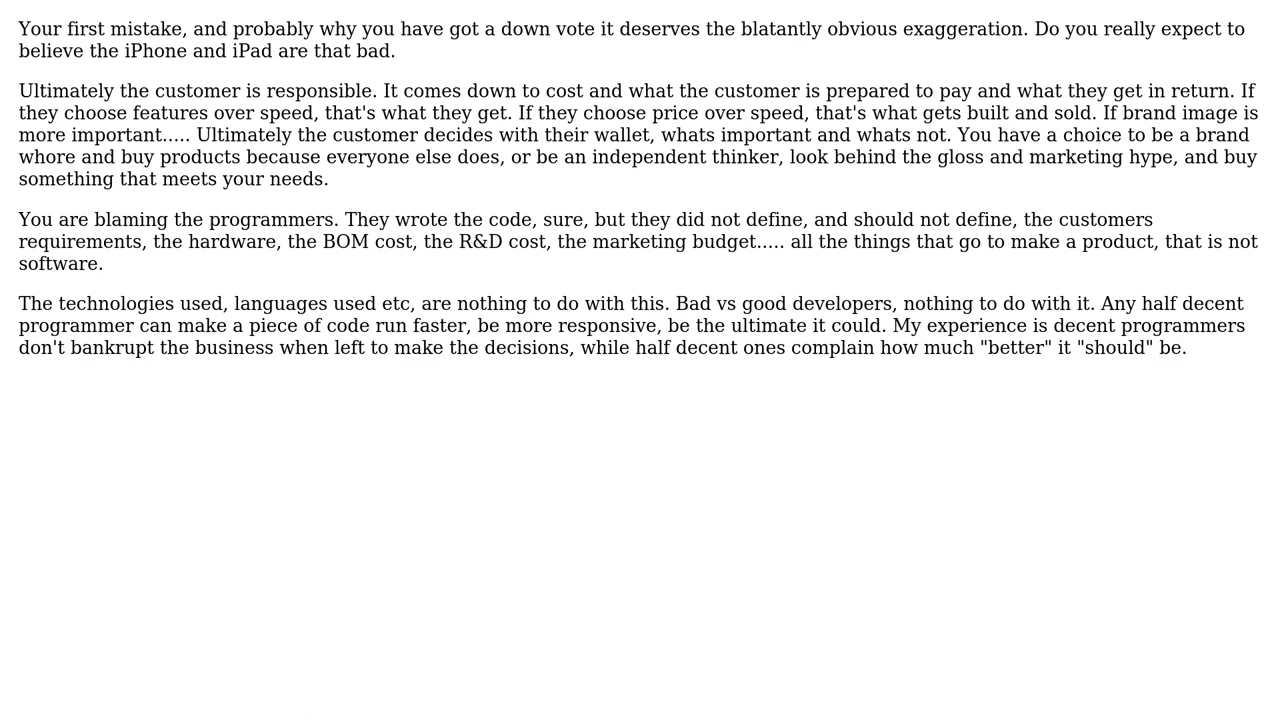 Your first mistake, and probably why you have got a down vote it deserves the blatantly obvious exaggeration. Do you really expect to
believe the iPhone and iPad are that bad.
Ultimately the customer is responsible. It comes down to cost and what the customer is prepared to pay and what they get in return. If
they choose features over speed, that's what they get. If they choose price over speed, that's what gets built and sold. If brand image is
more important..... Ultimately the customer decides with their wallet, whats important and whats not. You have a choice to be a brand
whore and buy products because everyone else does, or be an independent thinker, look behind the gloss and marketing hype, and buy
something that meets your needs.
You are blaming the programmers. They wrote the code, sure, but they did not define, and should not define, the customers
requirements, the hardware, the BOM cost, the R&D cost, the marketing budget..... all the things that go to make a product, that is not
software.
The technologies used, languages used etc, are nothing to do with this. Bad vs good developers, nothing to do with it. Any half decent
programmer can make a piece of code run faster, be more responsive, be the ultimate it could. My experience is decent programmers
don't bankrupt the business when left to make the decisions, while half decent ones complain how much "better" it "should" be.